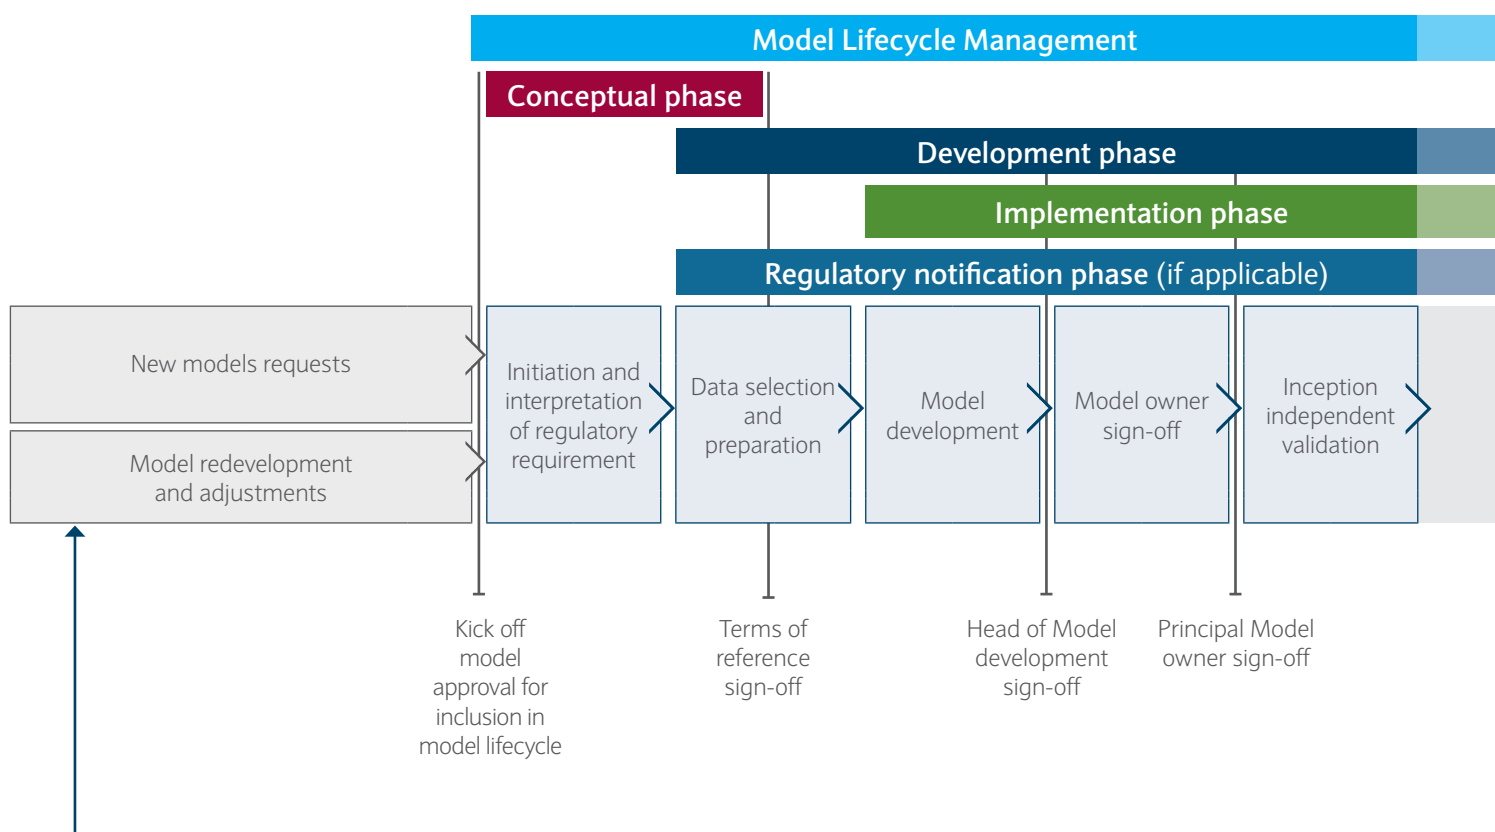 Model Lifecycle Management
Conceptual phase
Development phase
Implementation phase
Regulatory notification phase (if applicable)
New models requests
Model redevelopment
and adjustments
Initiation and
interpretation
of regulatory
requirement
Data selection
and
preparation
Model
development
Model owner
sign-off
Inception
independent
validation
Kick off
model
approval for
inclusion in
model lifecycle
Terms of
reference
sign-off
Head of Model
development
sign-off
Principal Model
owner sign-off